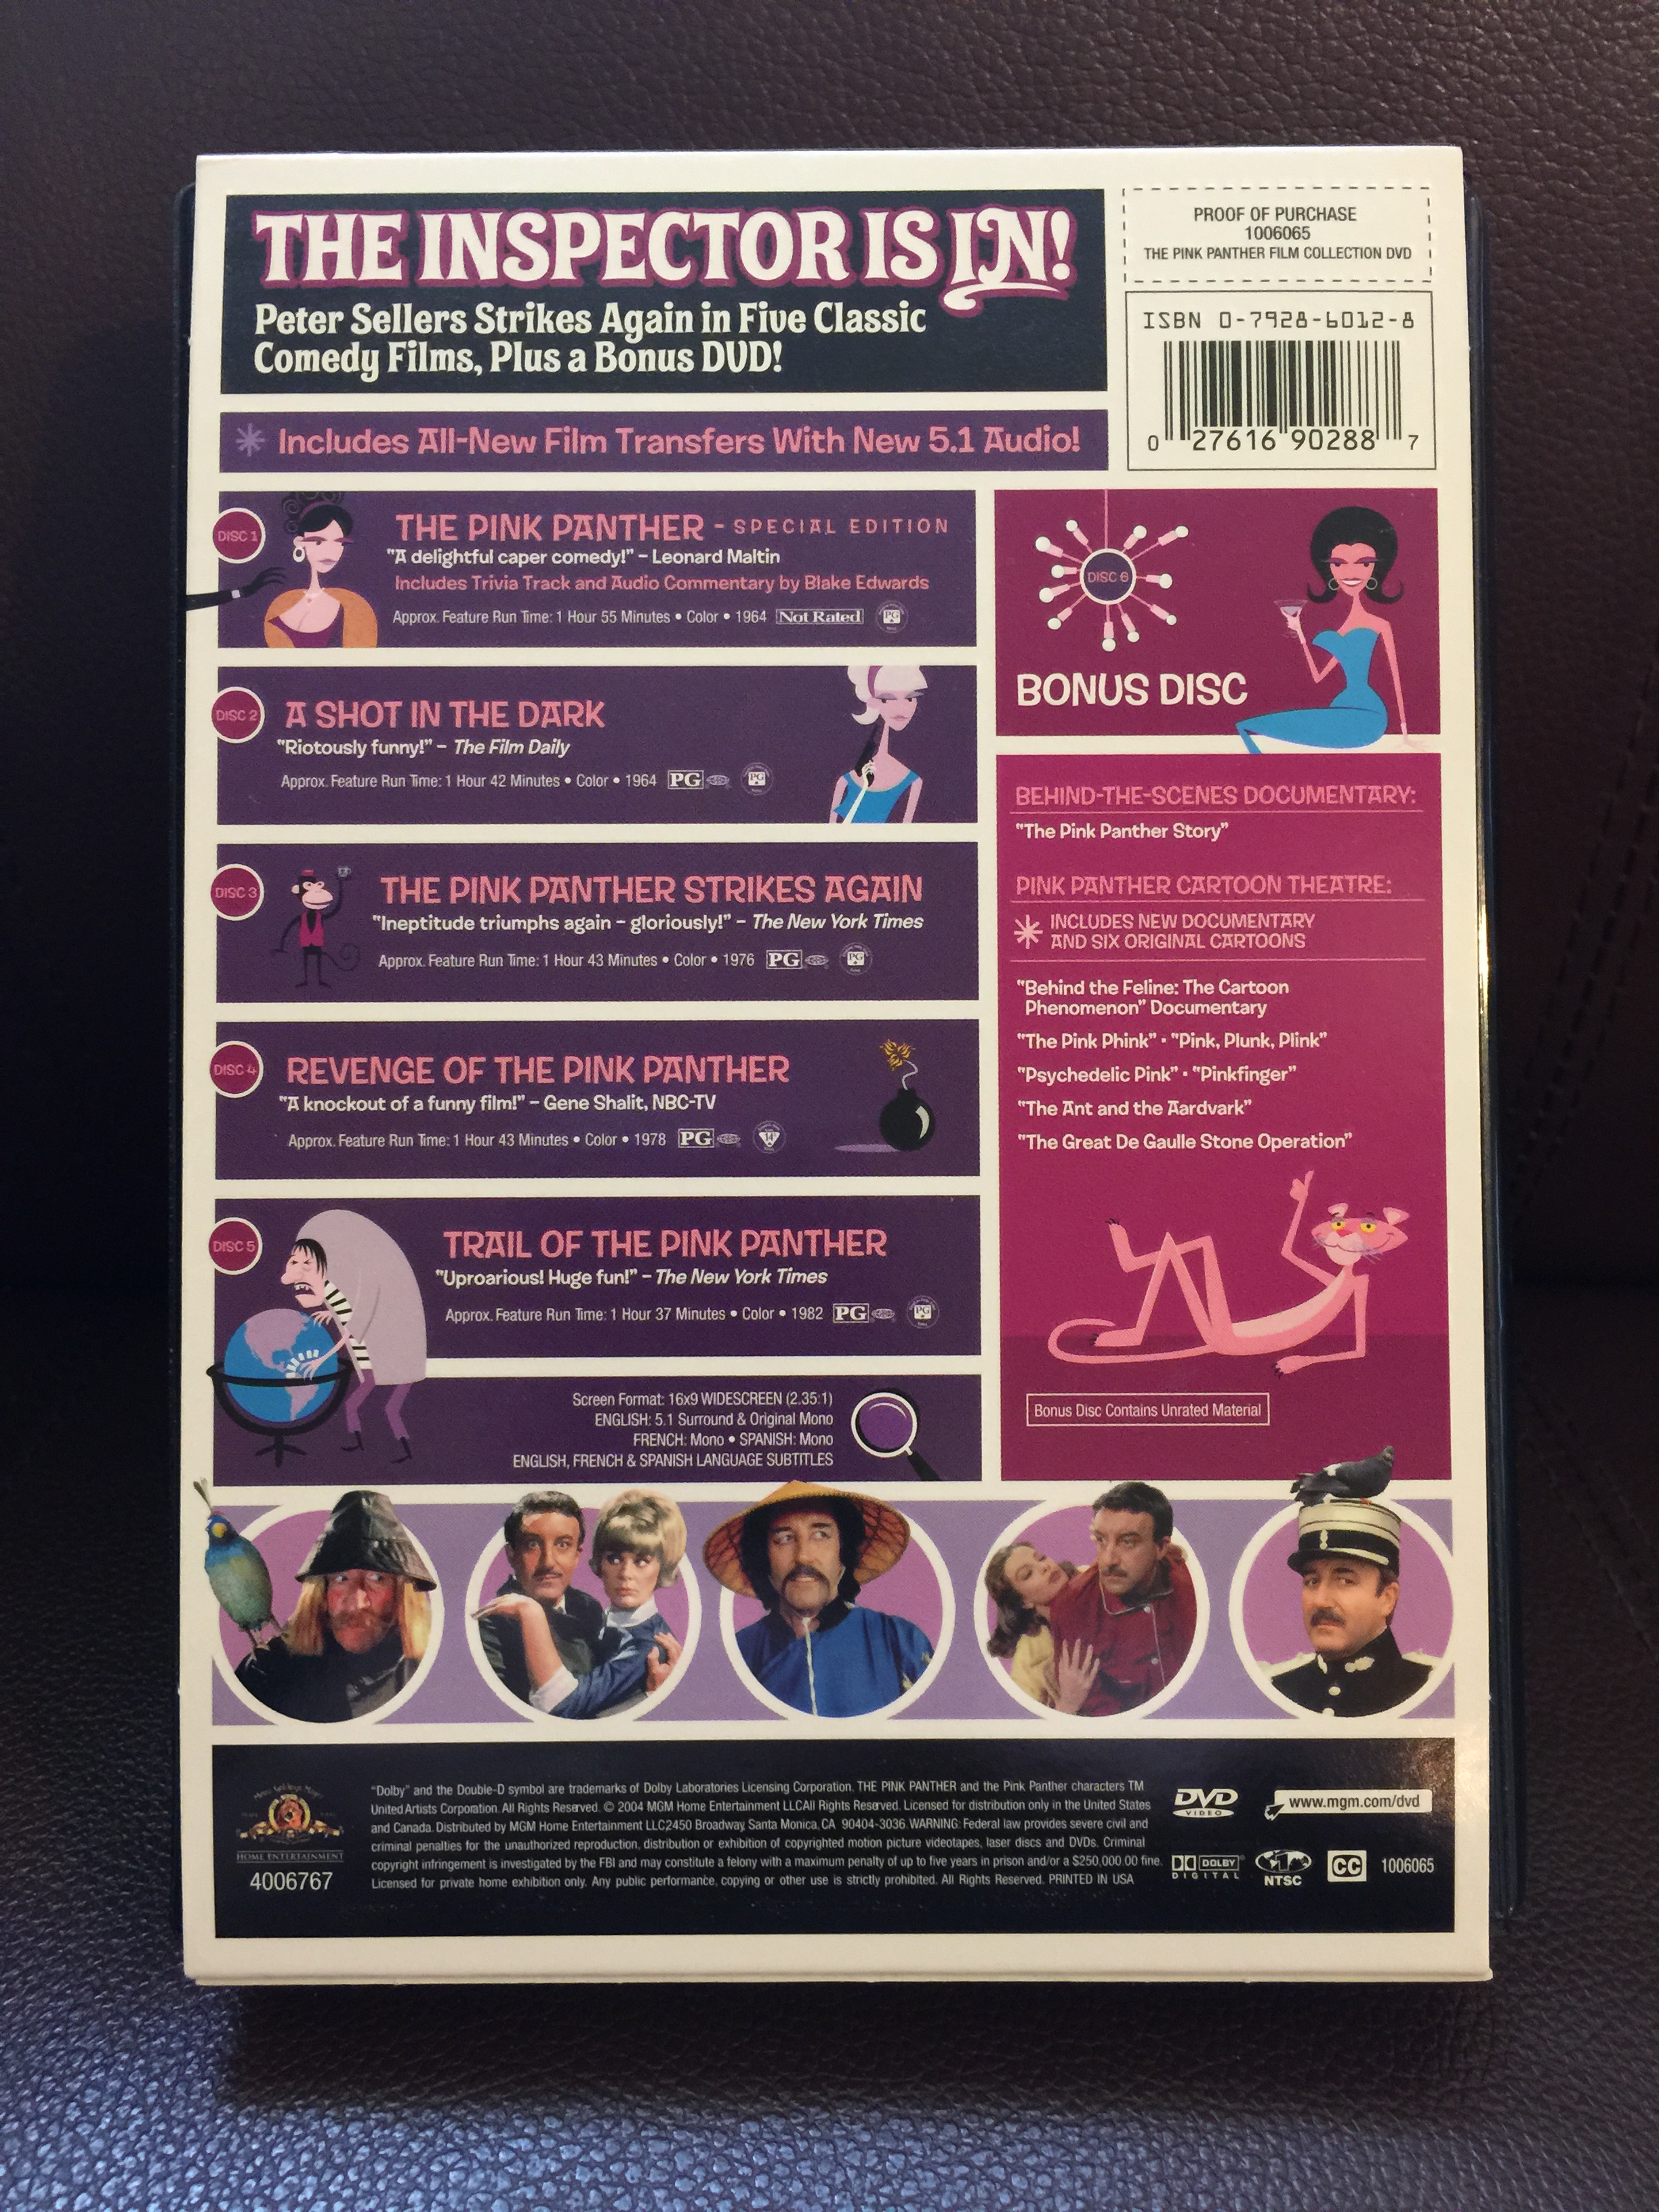 THE INSPECTOR IS IN!
Peter Sellers Strikes Again in Five Classic
Comedy Films, Plus a Bonus DVD!
PROOF OF PURCHASE
1006065
THE PINK PANTHER FILM COLLECTION DVD
ISBN 0-7928-6012-8
0 27616 90288 7
Includes All-New Film Transfers With New 5.1 Audio!
DISC 1
THE PINK PANTHER - SPECIAL EDITION
"A delightful caper comedy!" – Leonard Maltin
Includes Trivia Track and Audio Commentary by Blake Edwards
Approx. Feature Run Time: 1 Hour 55 Minutes • Color • 1964 Not Rated PG
DISC 2
A SHOT IN THE DARK
"Riotously funny!" – The Film Daily
Approx. Feature Run Time: 1 Hour 42 Minutes • Color • 1964 PG PG
DISC 3
THE PINK PANTHER STRIKES AGAIN
"Ineptitude triumphs again – gloriously!" – The New York Times
Approx. Feature Run Time: 1 Hour 43 Minutes • Color • 1976 PG PG
DISC 4
REVENGE OF THE PINK PANTHER
"A knockout of a funny film!" – Gene Shalit, NBC-TV
Approx. Feature Run Time: 1 Hour 43 Minutes • Color • 1978 PG
DISC 5
TRAIL OF THE PINK PANTHER
"Uproarious! Huge fun!" – The New York Times
Approx. Feature Run Time: 1 Hour 37 Minutes • Color • 1982 PG PG
Screen Format: 16x9 WIDESCREEN (2.35:1)
ENGLISH: 5.1 Surround & Original Mono
FRENCH: Mono • SPANISH: Mono
ENGLISH, FRENCH & SPANISH LANGUAGE SUBTITLES
DISC 6
BONUS DISC
BEHIND-THE-SCENES DOCUMENTARY:
"The Pink Panther Story"
PINK PANTHER CARTOON THEATRE:
INCLUDES NEW DOCUMENTARY
AND SIX ORIGINAL CARTOONS
"Behind the Feline: The Cartoon
Phenomenon" Documentary
"The Pink Phink" • "Pink, Plunk, Plink"
"Psychedelic Pink" • "Pinkfinger"
"The Ant and the Aardvark"
"The Great De Gaulle Stone Operation"
Bonus Disc Contains Unrated Material
HOME ENTERTAINMENT
4006767
"Dolby" and the Double-D symbol are trademarks of Dolby Laboratories Licensing Corporation. THE PINK PANTHER and the Pink Panther characters TM
United Artists Corporation. All Rights Reserved. © 2004 MGM Home Entertainment LLCAll Rights Reserved. Licensed for distribution only in the United States
and Canada. Distributed by MGM Home Entertainment LLC2450 Broadway, Santa Monica, CA 90404-3036. WARNING: Federal law provides severe civil and
criminal penalties for the unauthorized reproduction, distribution or exhibition of copyrighted motion picture videotapes, laser discs and DVDs. Criminal
copyright infringement is investigated by the FBI and may constitute a felony with a maximum penalty of up to five years in prison and/or a $250,000.00 fine.
Licensed for private home exhibition only. Any public performance, copying or other use is strictly prohibited. All Rights Reserved. PRINTED IN USA
DVD VIDEO
www.mgm.com/dvd
DOLBY DIGITAL
1 NTSC
CC
1006065